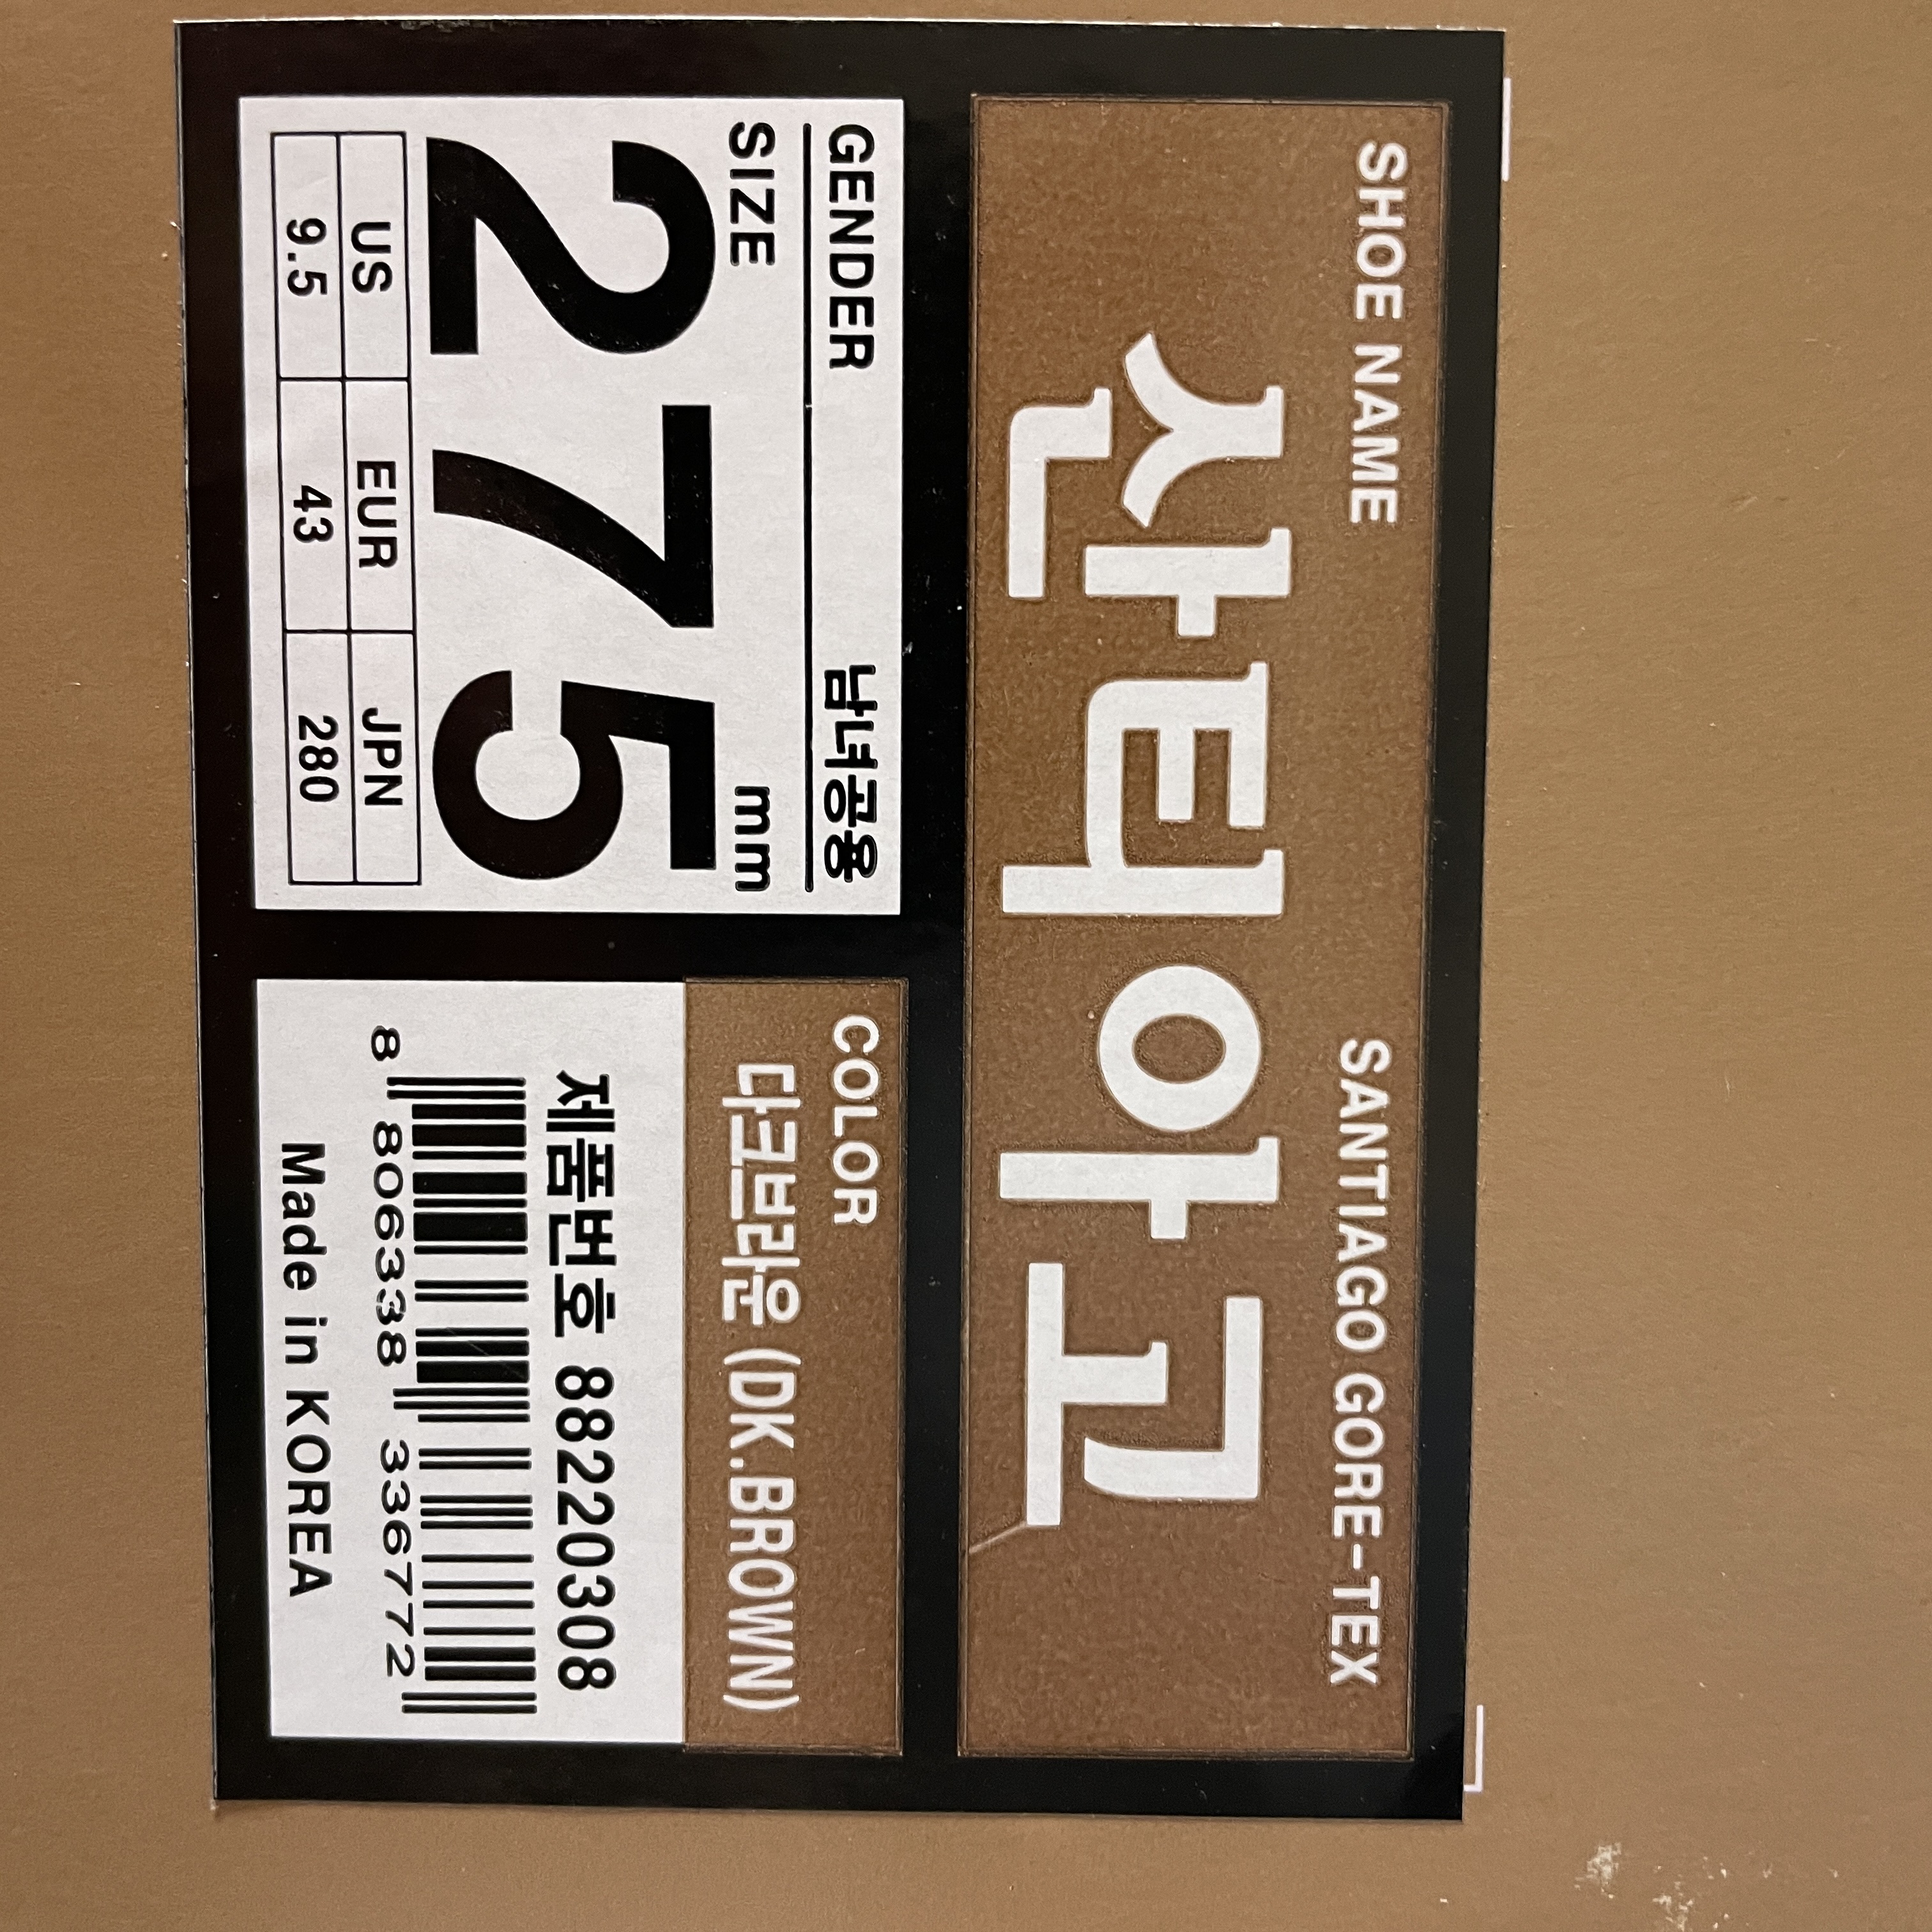 SHOE NAME SANTIAGO GORE-TEX
산티아고
GENDER 남녀공용
SIZE mm
275
US EUR JPN
9.5 43 280
COLOR
다크브라운 (DK.BROWN)
제품번호 88220308
8 806338 336772
Made in KOREA